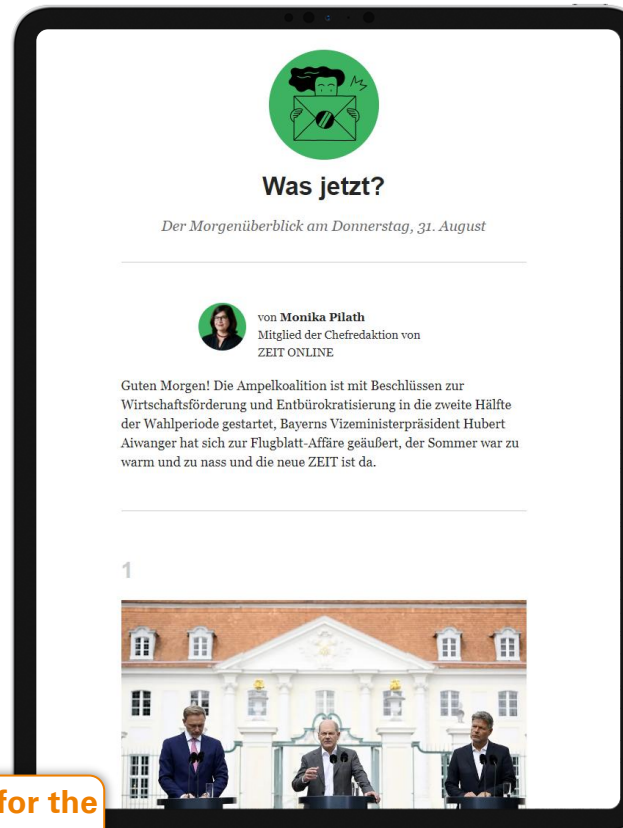 Was jetzt?
Der Morgenüberblick am Donnerstag, 31. August
von Monika Pilath
Mitglied der Chefredaktion von
ZEIT ONLINE
Guten Morgen! Die Ampelkoalition ist mit Beschlüssen zur
Wirtschaftsförderung und Entbürokratisierung in die zweite Hälfte
der Wahlperiode gestartet, Bayerns Vizeministerpräsident Hubert
Aiwanger hat sich zur Flugblatt-Affäre geäußert, der Sommer war zu
warm und zu nass und die neue ZEIT ist da.
1
for the